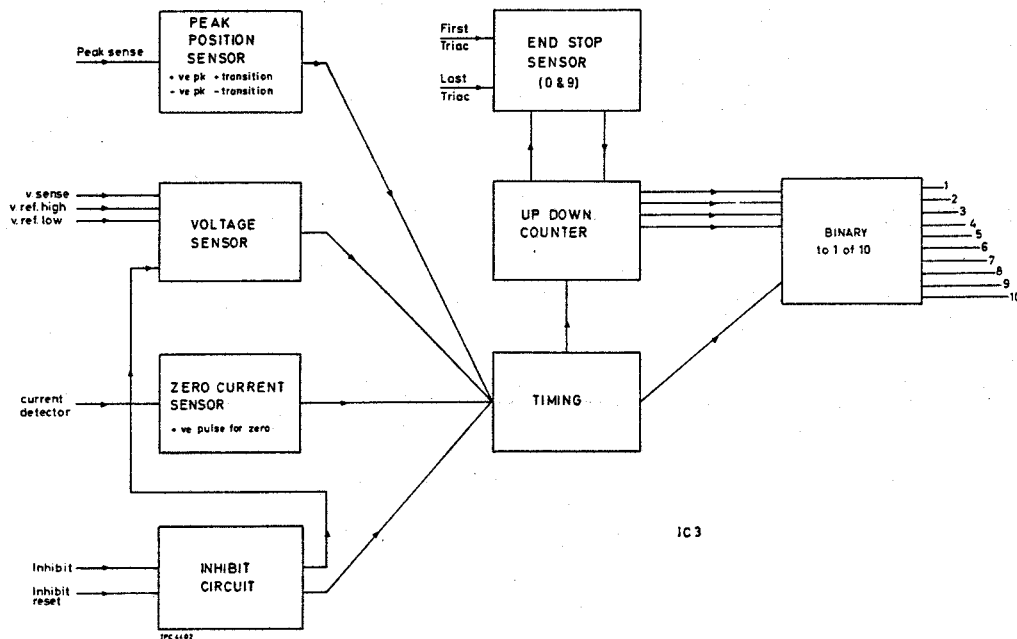 PEAK
POSITION
SENSOR
+ ve pk + transition
- ve pk - transition
Peak sense
First
Triac
Last
Triac
END STOP
SENSOR
(0 & 9)
v sense
v. ref. high
v. ref. low
VOLTAGE
SENSOR
UP DOWN
COUNTER
BINARY
to 1 of 10
1
2
3
4
5
6
7
8
9
10
current
detector
ZERO CURRENT
SENSOR
+ ve pulse for zero
TIMING
Inhibit
Inhibit
reset
INHIBIT
CIRCUIT
IC3